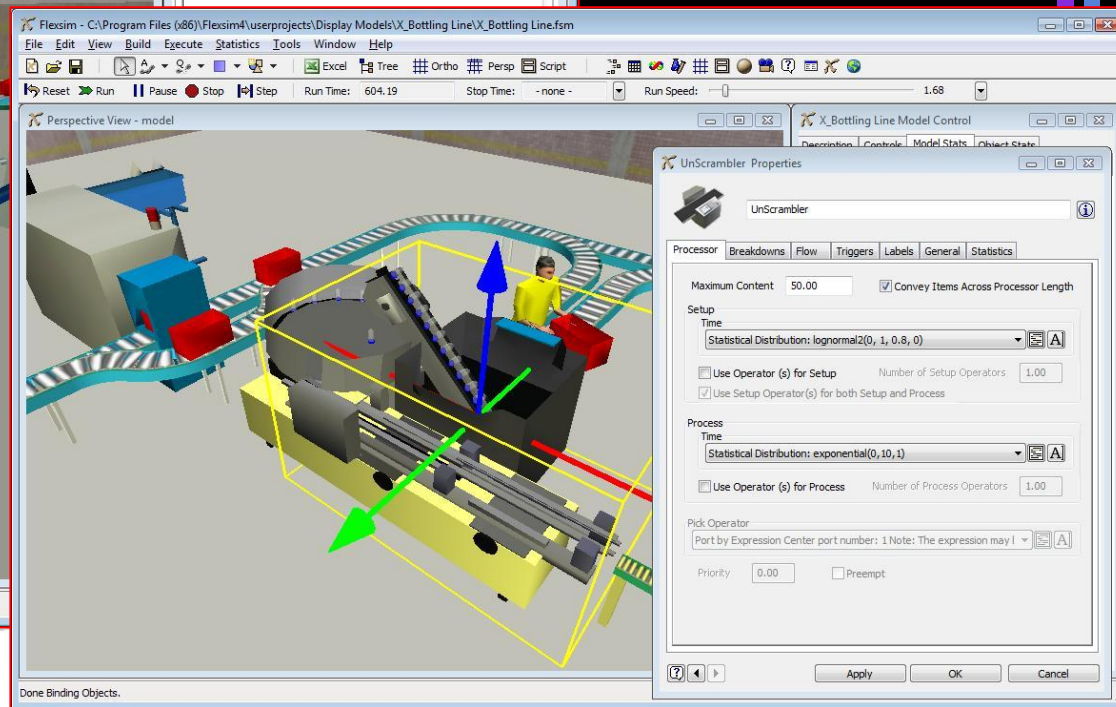 Flexsim - C:\Program Files (x86)\Flexsim4\userprojects\Display Models\X_Bottling Line\X_Bottling Line.fsm
File Edit View Build Execute Statistics Tools Window Help
Excel Tree Ortho Persp Script
Reset Run Pause Stop Step Run Time: 604.19 Stop Time: - none - Run Speed: 1.68
Perspective View - model
X_Bottling Line Model Control
Description Controls Model Stats Object Stats
UnScrambler Properties
UnScrambler
Processor Breakdowns Flow Triggers Labels General Statistics
Maximum Content 50.00 Convey Items Across Processor Length
Setup
Time
Statistical Distribution: lognormal2(0, 1, 0.8, 0) A
Use Operator (s) for Setup Number of Setup Operators 1.00
Use Setup Operator(s) for both Setup and Process
Process
Time
Statistical Distribution: exponential(0,10,1) A
Use Operator (s) for Process Number of Process Operators 1.00
Pick Operator
Port by Expression Center port number: 1 Note: The expression may A
Priority 0.00 Preempt
Apply OK Cancel
Done Binding Objects.